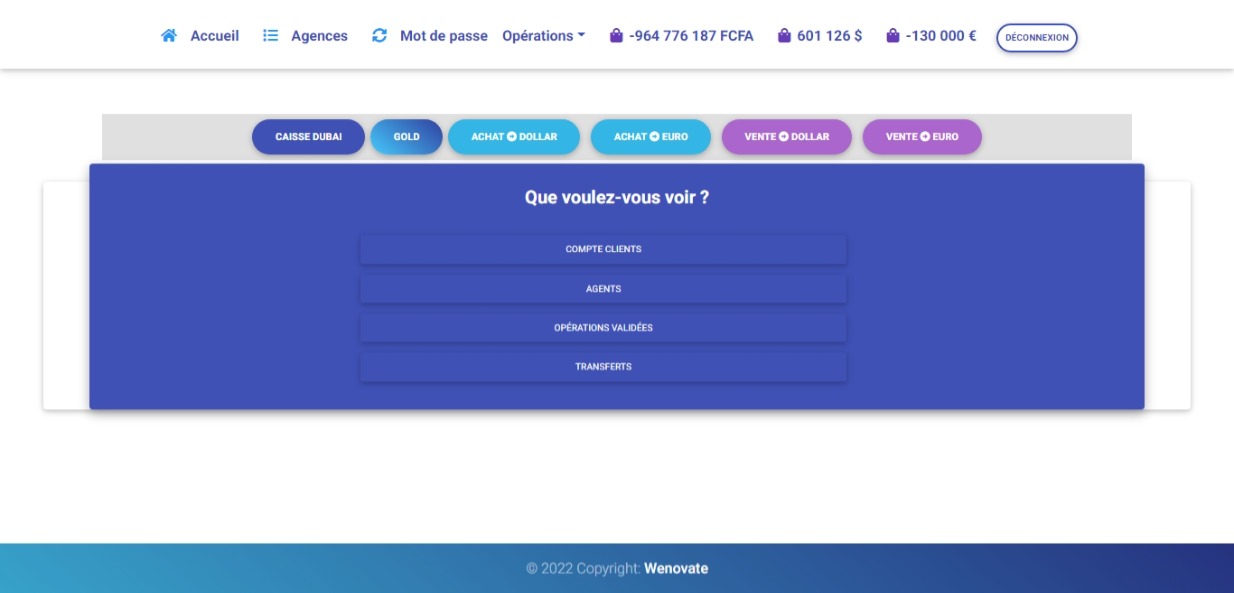 Accueil Agences Mot de passe Opérations -964 776 187 FCFA 601 126 $ -130 000 € DÉCONNEXION
CAISSE DUBAI GOLD ACHAT DOLLAR ACHAT EURO VENTE DOLLAR VENTE EURO
Que voulez-vous voir ?
COMPTE CLIENTS
AGENTS
OPÉRATIONS VALIDÉES
TRANSFERTS
© 2022 Copyright: Wenovate